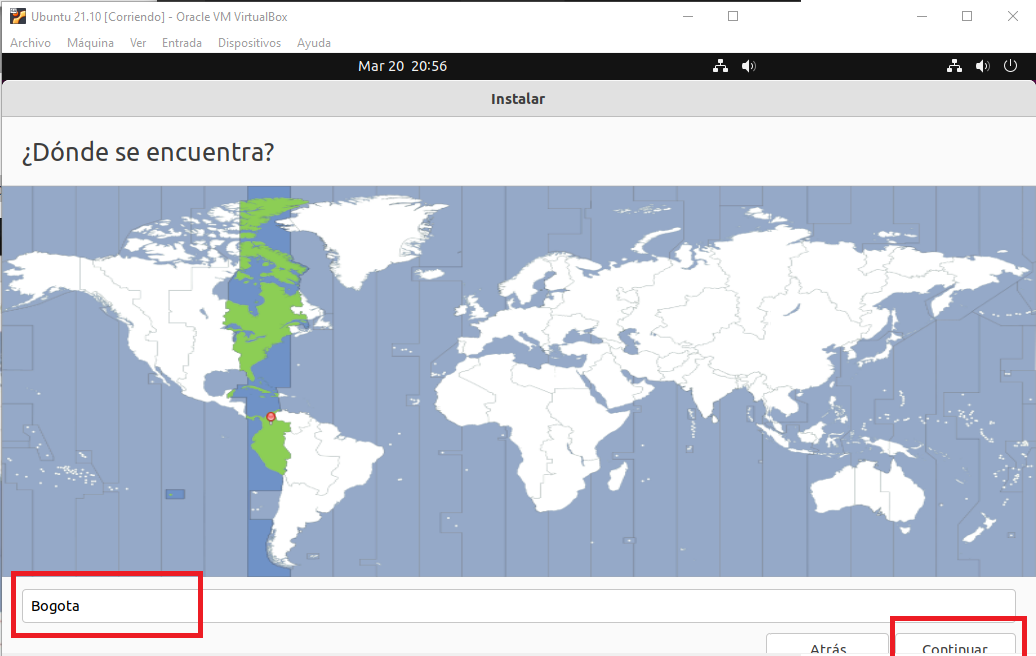 Ubuntu 21.10 [Corriendo] - Oracle VM VirtualBox
Archivo Máquina Ver Entrada Dispositivos Ayuda
Mar 20 20:56
Instalar
¿Dónde se encuentra?
Bogota
Atrás Continuar